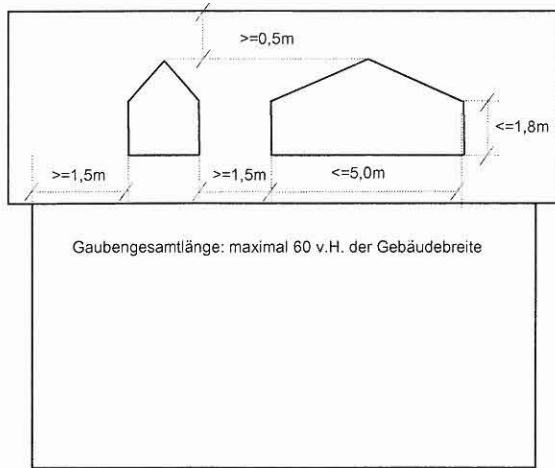 >=0,5m
<=1,8m
>=1,5m
>=1,5m
<=5,0m
Gaubengesamtlänge: maximal 60 v.H. der Gebäudebreite